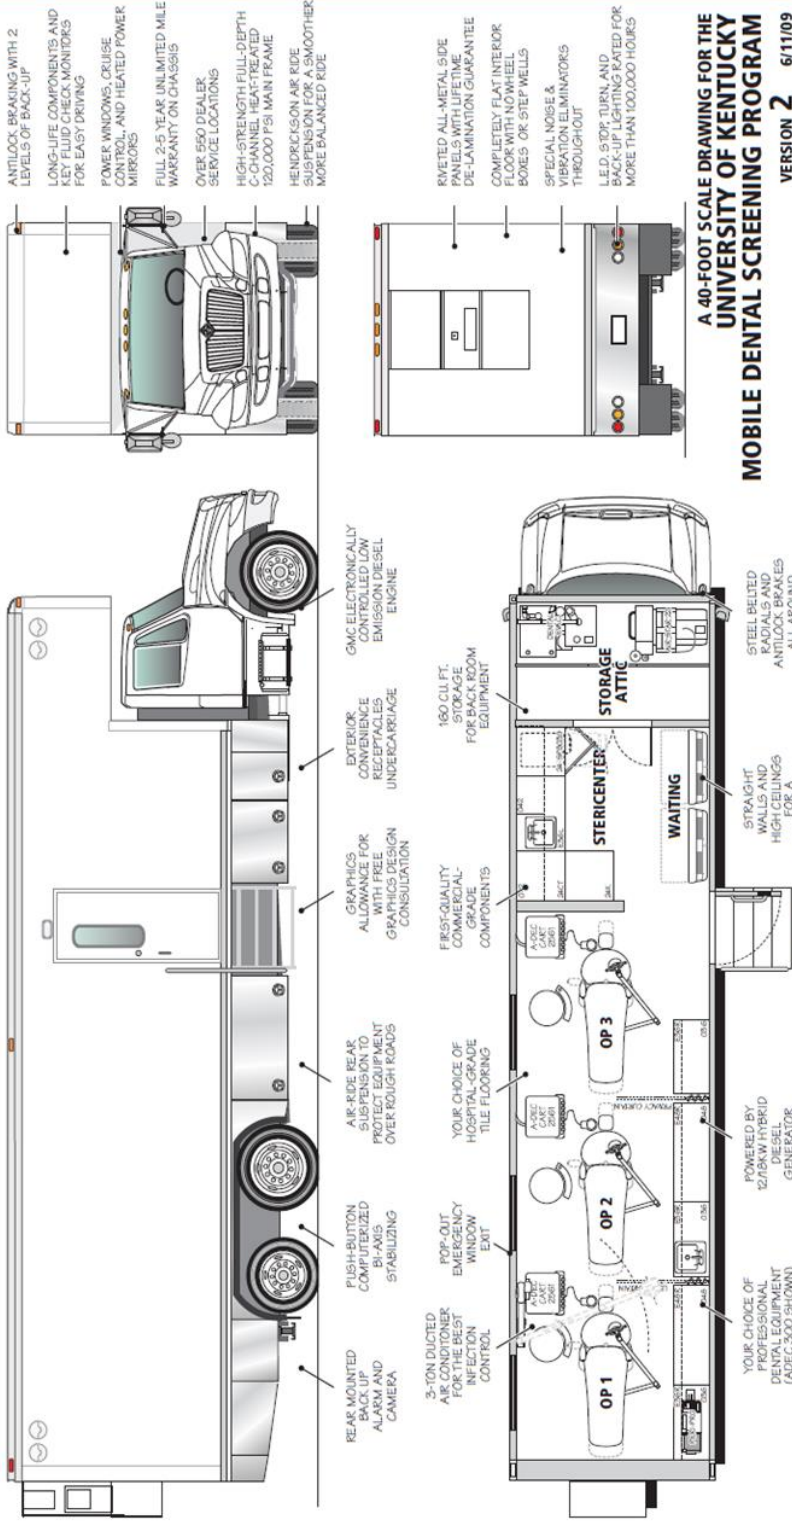 ANTILOCK BRAKING WITH 2
LEVELS OF BACK-UP
LONG-LIFE COMPONENTS AND
KEY FLUID CHECK MONITORS
FOR EASY DRIVING
POWER WINDOWS, CRUISE
CONTROL, AND HEATED POWER
MIRRORS
FULL 2-5 YEAR UNLIMITED MILE
WARRANTY ON CHASSIS
OVER 550 DEALER
SERVICE LOCATIONS
HIGH-STRENGTH FULL-DEPTH
C-CHANNEL HEAT-TREATED
120,000 PSI MAIN FRAME
HENDRICKSON AIR RIDE
SUSPENSION FOR A SMOOTHER
MORE BALANCED RIDE
REAR MOUNTED
BACK UP
ALARM AND
CAMERA
PUSH-BUTTON
COMPUTERIZED
BI-AXIS
STABILIZING
AIR-RIDE REAR
SUSPENSION TO
PROTECT EQUIPMENT
OVER ROUGH ROADS
GRAPHICS
ALLOWANCE FOR
WITH FREE
GRAPHICS DESIGN
CONSULTATION
EXTERIOR
CONVENIENCE
RECEPTACLES
UNDERCARRIAGE
GMC ELECTRONICALLY
CONTROLLED LOW
EMISSION DIESEL
ENGINE
RIVETED ALL-METAL SIDE
PANELS WITH LIFETIME
DE-LAMINATION GUARANTEE
COMPLETELY FLAT INTERIOR
FLOOR WITH NO WHEEL
BOXES OR STEP WELLS
SPECIAL NOISE &
VIBRATION ELIMINATORS
THROUGHOUT
L.E.D. STOP, TURN, AND
BACK-UP LIGHTING RATED FOR
MORE THAN 100,000 HOURS
3-TON DUCTED
AIR CONDITONER
FOR THE BEST
INFECTION
CONTROL
POP-OUT
EMERGENCY
WINDOW
EXIT
YOUR CHOICE OF
HOSPITAL-GRADE
TILE FLOORING
FIRST-QUALITY
COMMERCIAL-
GRADE
COMPONENTS
160 CU. FT.
STORAGE
FOR BACK ROOM
EQUIPMENT
A-DEC
CART
2561
A-DEC
CART
2561
A-DEC
CART
2561
OP 1
OP 2
OP 3
PRIVACY CURTAIN
STERICENTER
WAITING
STORAGE
ATTIC
YOUR CHOICE OF
PROFESSIONAL
DENTAL EQUIPMENT
(ADEC 300 SHOWN)
POWERED BY
12/18KW HYBRID
DIESEL
GENERATOR
STRAIGHT
WALLS AND
HIGH CEILINGS
FOR A
STEEL BELTED
RADIALS AND
ANTILOCK BRAKES
ALL AROUND
A 40-FOOT SCALE DRAWING FOR THE
UNIVERSITY OF KENTUCKY
MOBILE DENTAL SCREENING PROGRAM
VERSION 2 6/11/09